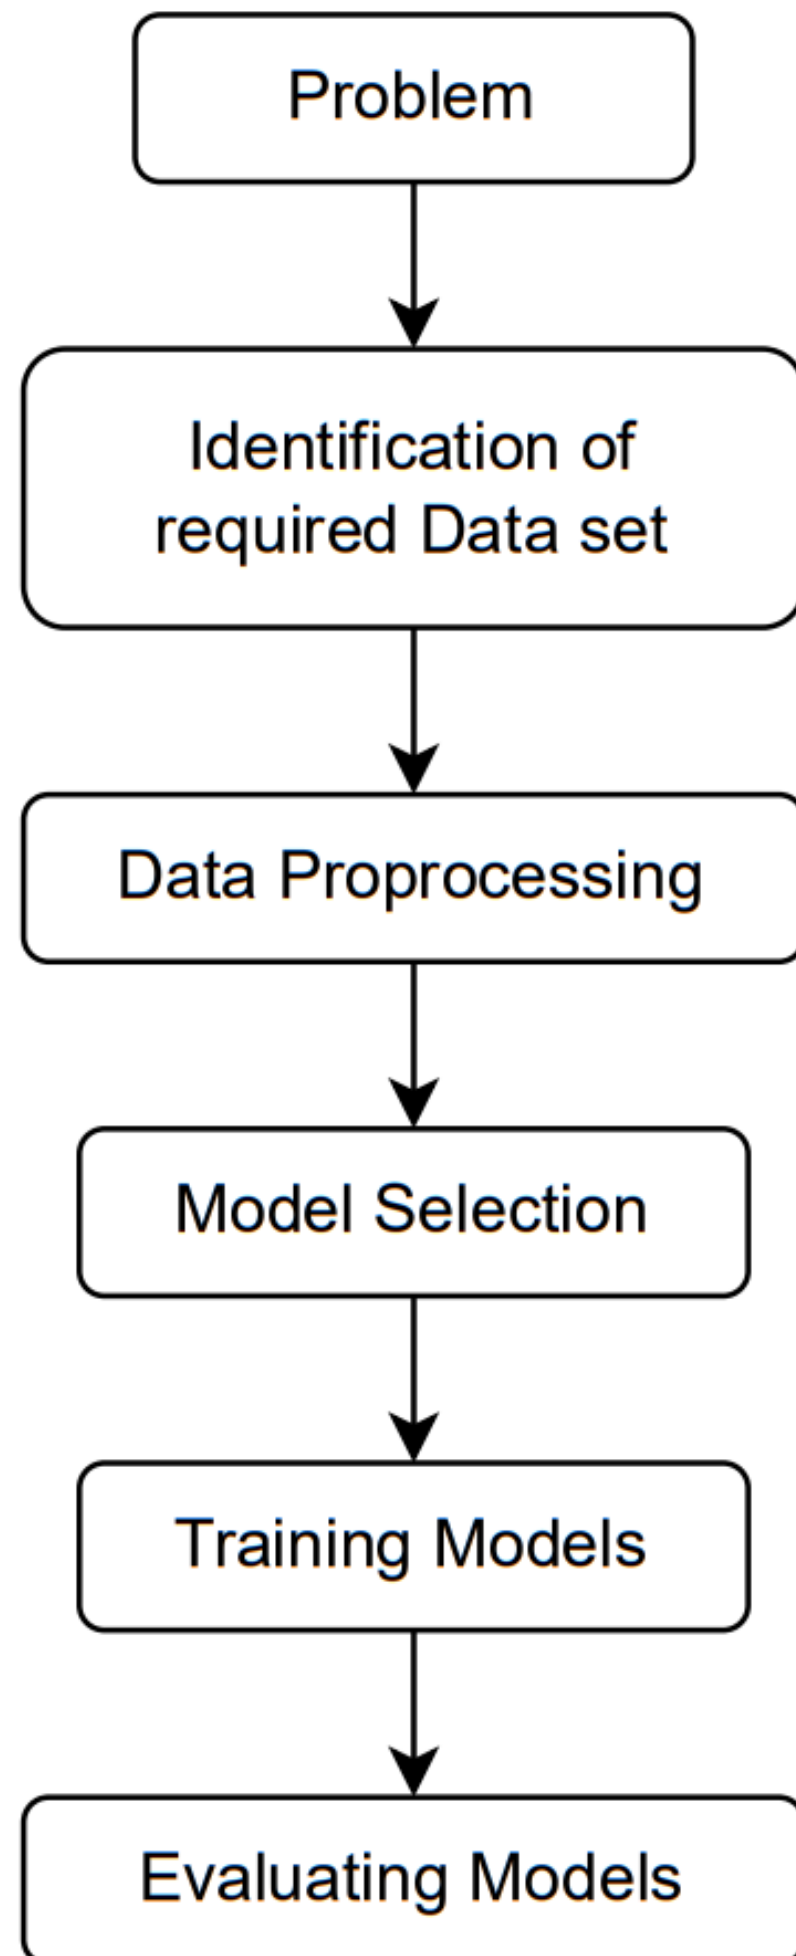 Problem
Identification of
required Data set
Data Proprocessing
Model Selection
Training Models
Evaluating Models